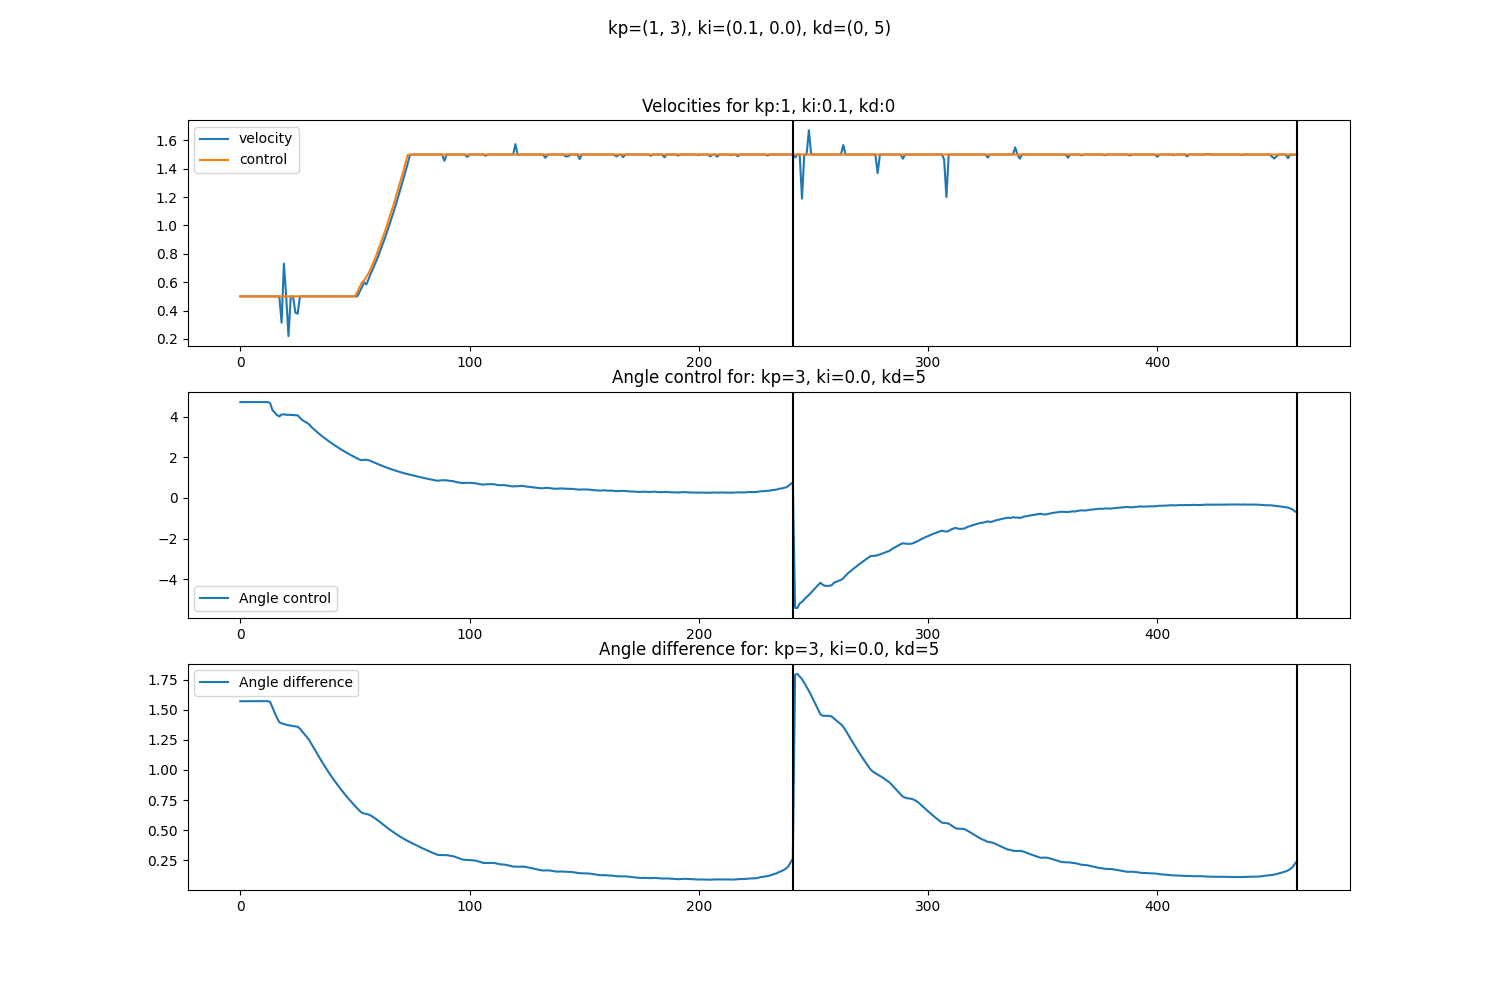 kp=(1, 3), ki=(0.1, 0.0), kd=(0, 5)
Velocities for kp:1, ki:0.1, kd:0
velocity
control
1.6
1.4
1.2
1.0
0.8
0.6
0.4
0.2
0 100 200 300 400
Angle control for: kp=3, ki=0.0, kd=5
4
2
0
−2
−4
Angle control
0 100 200 300 400
Angle difference for: kp=3, ki=0.0, kd=5
Angle difference
1.75
1.50
1.25
1.00
0.75
0.50
0.25
0 100 200 300 400